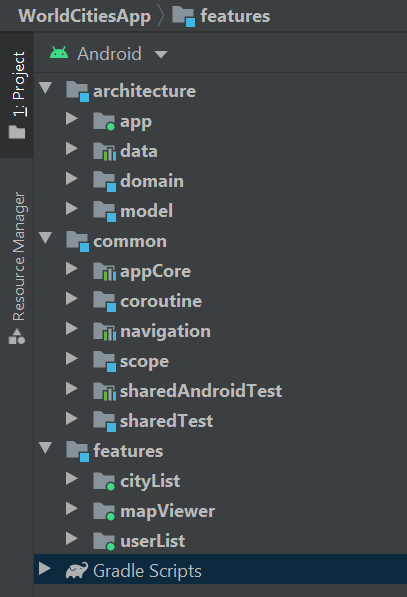 WorldCitiesApp features
1: Project
Resource Manager
Android
architecture
app
data
domain
model
common
appCore
coroutine
navigation
scope
sharedAndroidTest
sharedTest
features
cityList
mapViewer
userList
Gradle Scripts